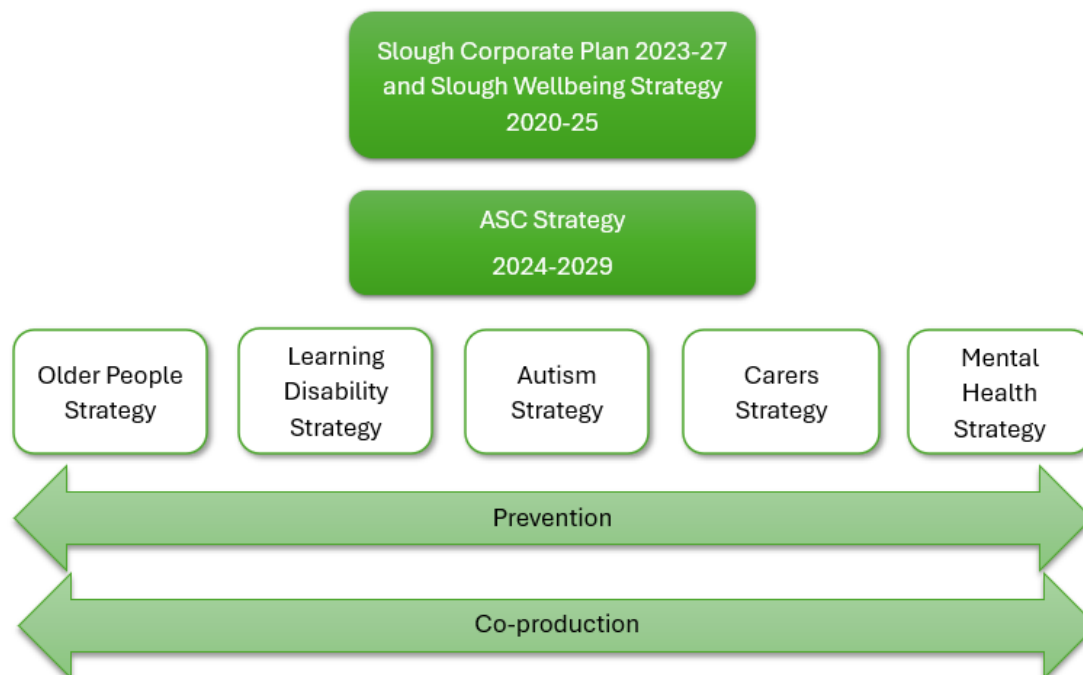 Slough Corporate Plan 2023-27
and Slough Wellbeing Strategy
2020-25
ASC Strategy
2024-2029
Older People
Strategy
Learning
Disability
Strategy
Autism
Strategy
Carers
Strategy
Mental
Health
Strategy
Prevention
Co-production